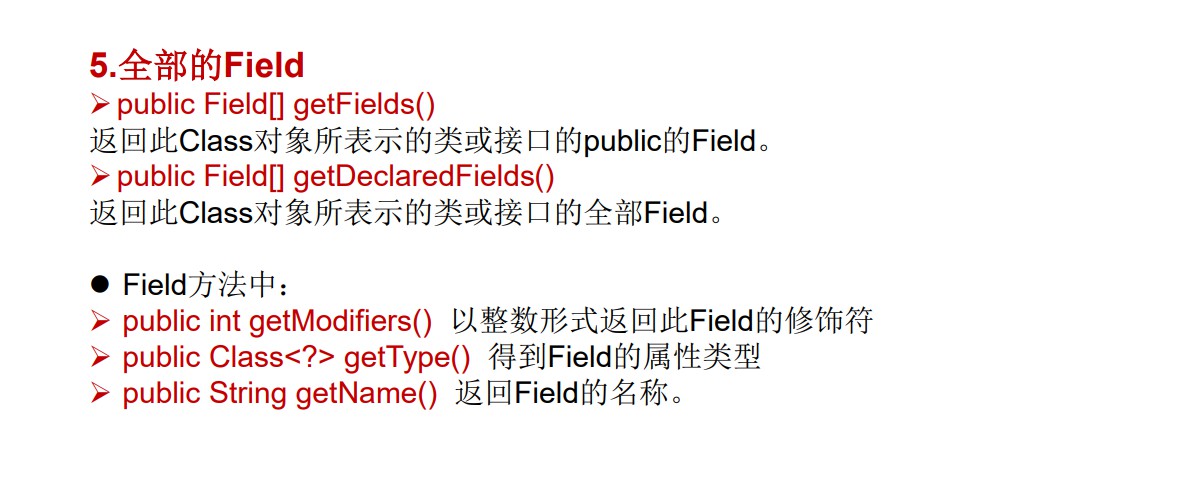 5.全部的Field
➢public Field[] getFields()
返回此Class对象所表示的类或接口的public的Field。
➢public Field[] getDeclaredFields()
返回此Class对象所表示的类或接口的全部Field。
● Field方法中：
➢ public int getModifiers() 以整数形式返回此Field的修饰符
➢ public Class<?> getType() 得到Field的属性类型
➢ public String getName() 返回Field的名称。